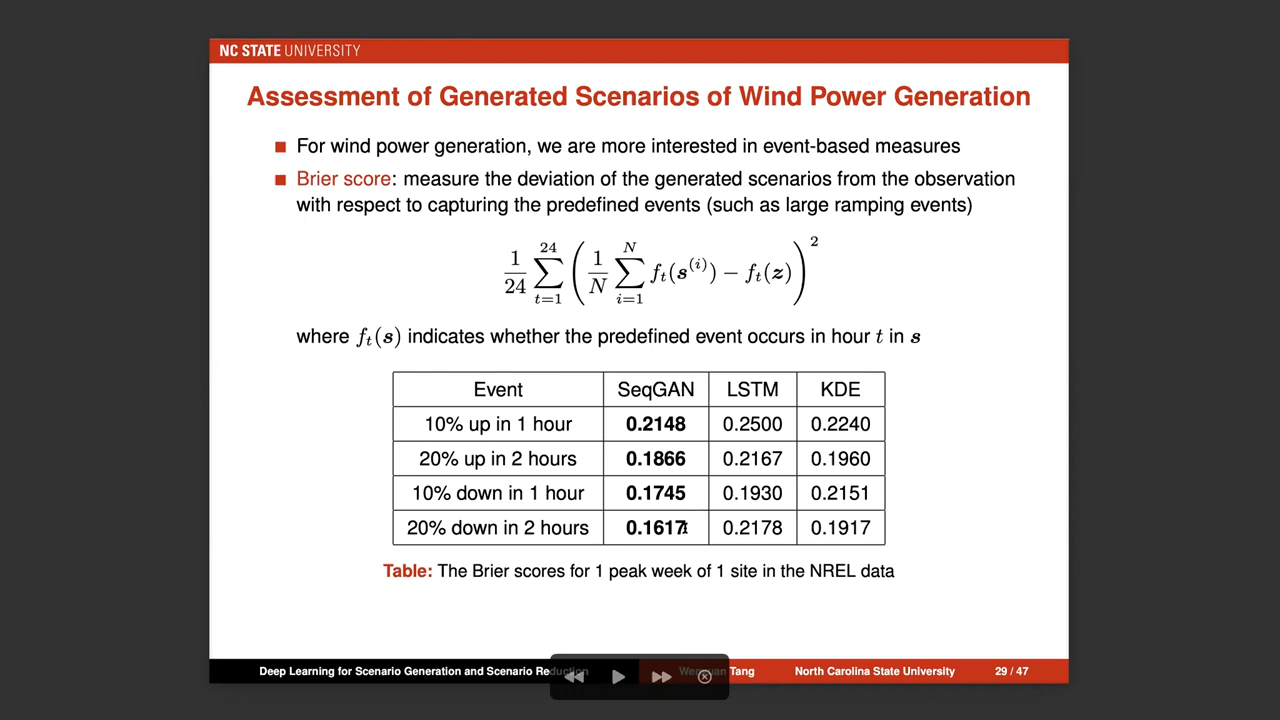 NC STATE UNIVERSITY
Assessment of Generated Scenarios of Wind Power Generation
For wind power generation, we are more interested in event-based measures
Brier score: measure the deviation of the generated scenarios from the observation
with respect to capturing the predefined events (such as large ramping events)
\frac{1}{24} \sum_{t=1}^{24} \left( \frac{1}{N} \sum_{i=1}^{N} f_t(s^{(i)}) - f_t(z) \right)^2
where f_t(s) indicates whether the predefined event occurs in hour t in s
Event SeqGAN LSTM KDE
10% up in 1 hour 0.2148 0.2500 0.2240
20% up in 2 hours 0.1866 0.2167 0.1960
10% down in 1 hour 0.1745 0.1930 0.2151
20% down in 2 hours 0.1617 0.2178 0.1917
Table: The Brier scores for 1 peak week of 1 site in the NREL data
Deep Learning for Scenario Generation and Scenario Tang North Carolina State University 29 / 47